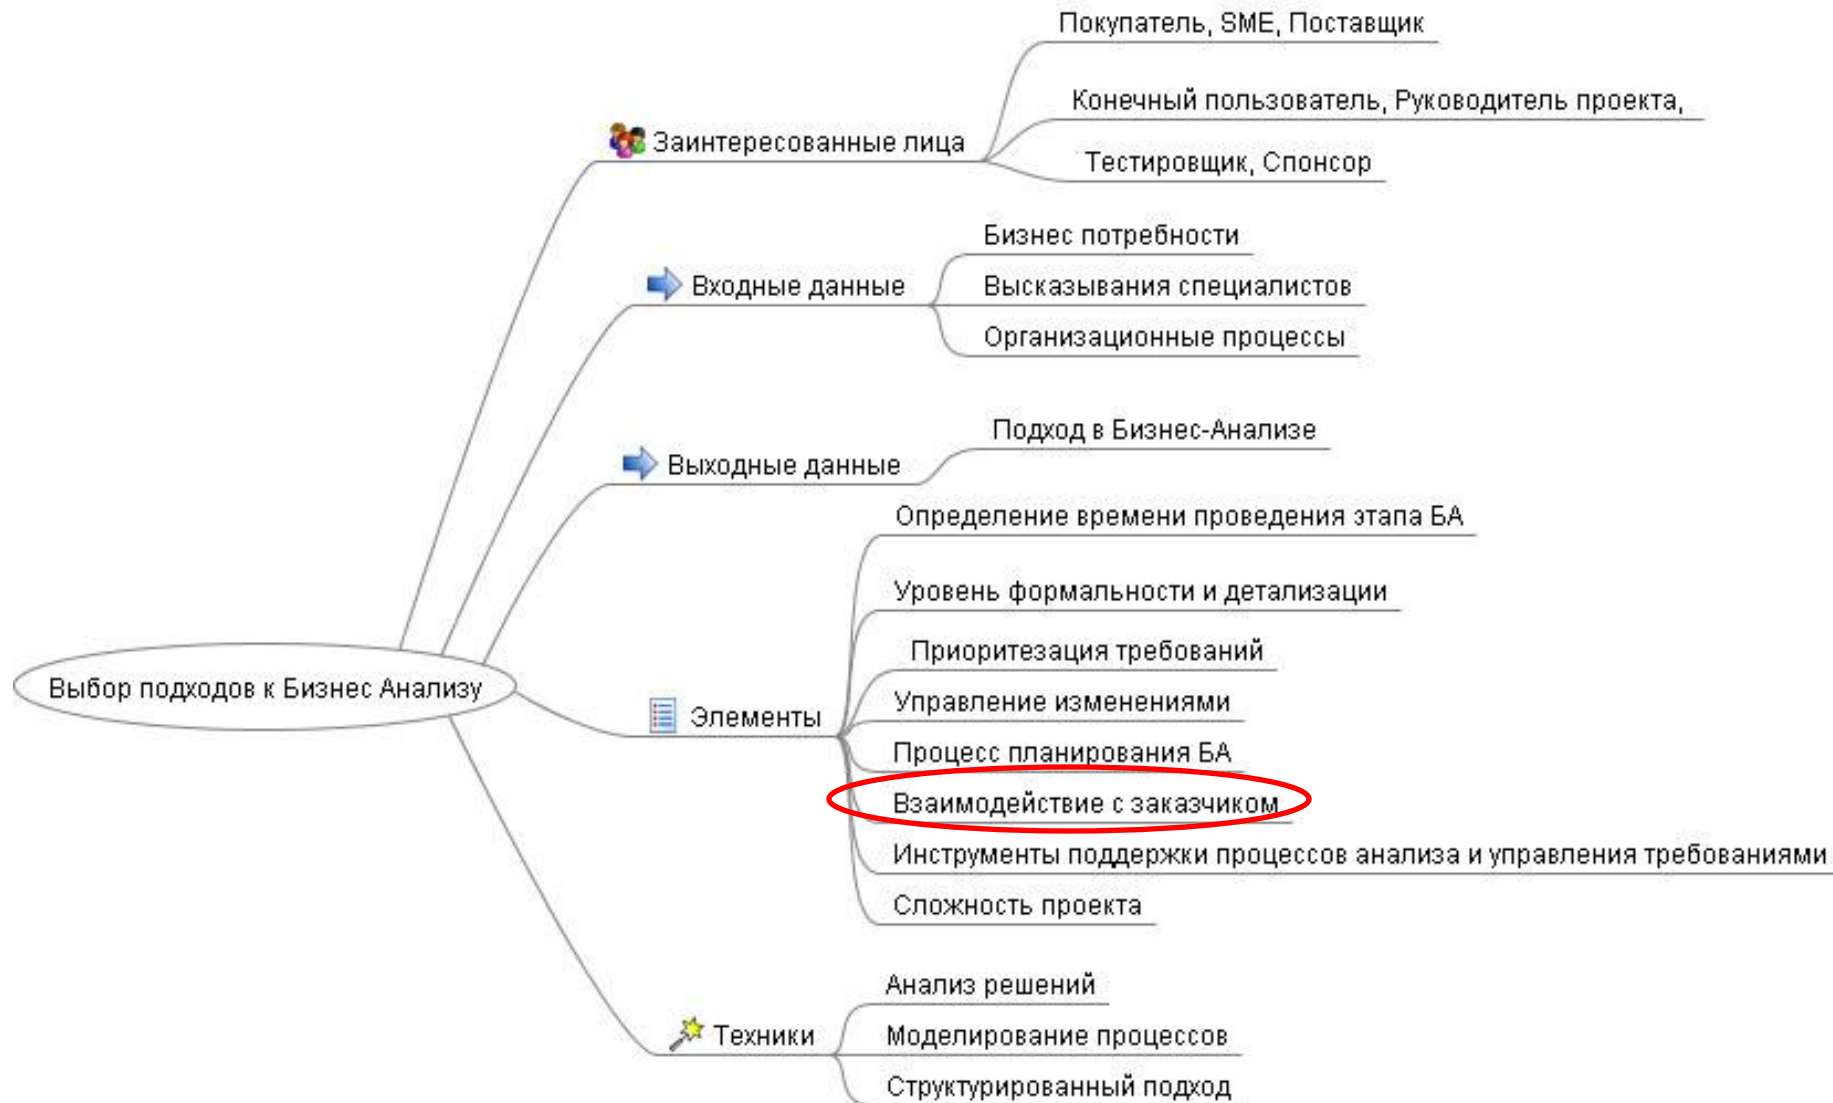 Покупатель, SME, Поставщик
Конечный пользователь, Руководитель проекта,
Заинтересованные лица
Тестировщик, Спонсор
Бизнес потребности
Входные данные
Высказывания специалистов
Организационные процессы
Подход в Бизнес-Анализе
Выходные данные
Определение времени проведения этапа БА
Уровень формальности и детализации
Приоритезация требований
Выбор подходов к Бизнес Анализу
Управление изменениями
Элементы
Процесс планирования БА
Взаимодействие с заказчиком
Инструменты поддержки процессов анализа и управления требованиями
Сложность проекта
Анализ решений
Техники
Моделирование процессов
Структурированный подход